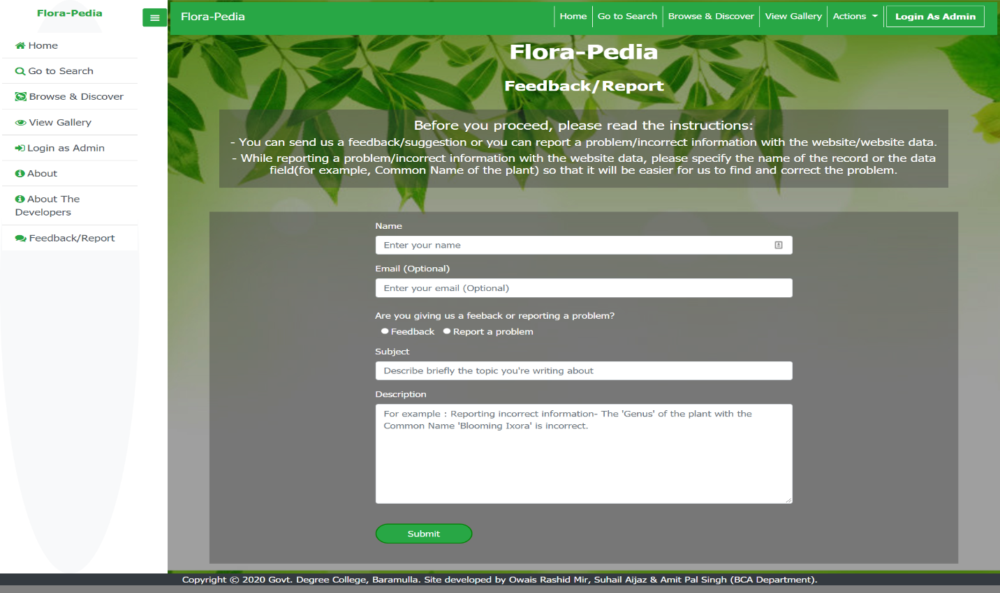 Flora-Pedia
Home
Go to Search
Browse & Discover
View Gallery
Login as Admin
About
About The
Developers
Feedback/Report
Flora-Pedia
Home
Go to Search
Browse & Discover
View Gallery
Actions
Login As Admin
Flora-Pedia
Feedback/Report
Before you proceed, please read the instructions:
- You can send us a feedback/suggestion or you can report a problem/incorrect information with the website/website data.
- While reporting a problem/incorrect information with the website data, please specify the name of the record or the data
field(for example, Common Name of the plant) so that it will be easier for us to find and correct the problem.
Name
Enter your name
Email (Optional)
Enter your email (Optional)
Are you giving us a feeback or reporting a problem?
Feedback
Report a problem
Subject
Describe briefly the topic you're writing about
Description
For example : Reporting incorrect information- The 'Genus' of the plant with the
Common Name 'Blooming Ixora' is incorrect.
Submit
Copyright © 2020 Govt. Degree College, Baramulla. Site developed by Owais Rashid Mir, Suhail Aijaz & Amit Pal Singh (BCA Department).